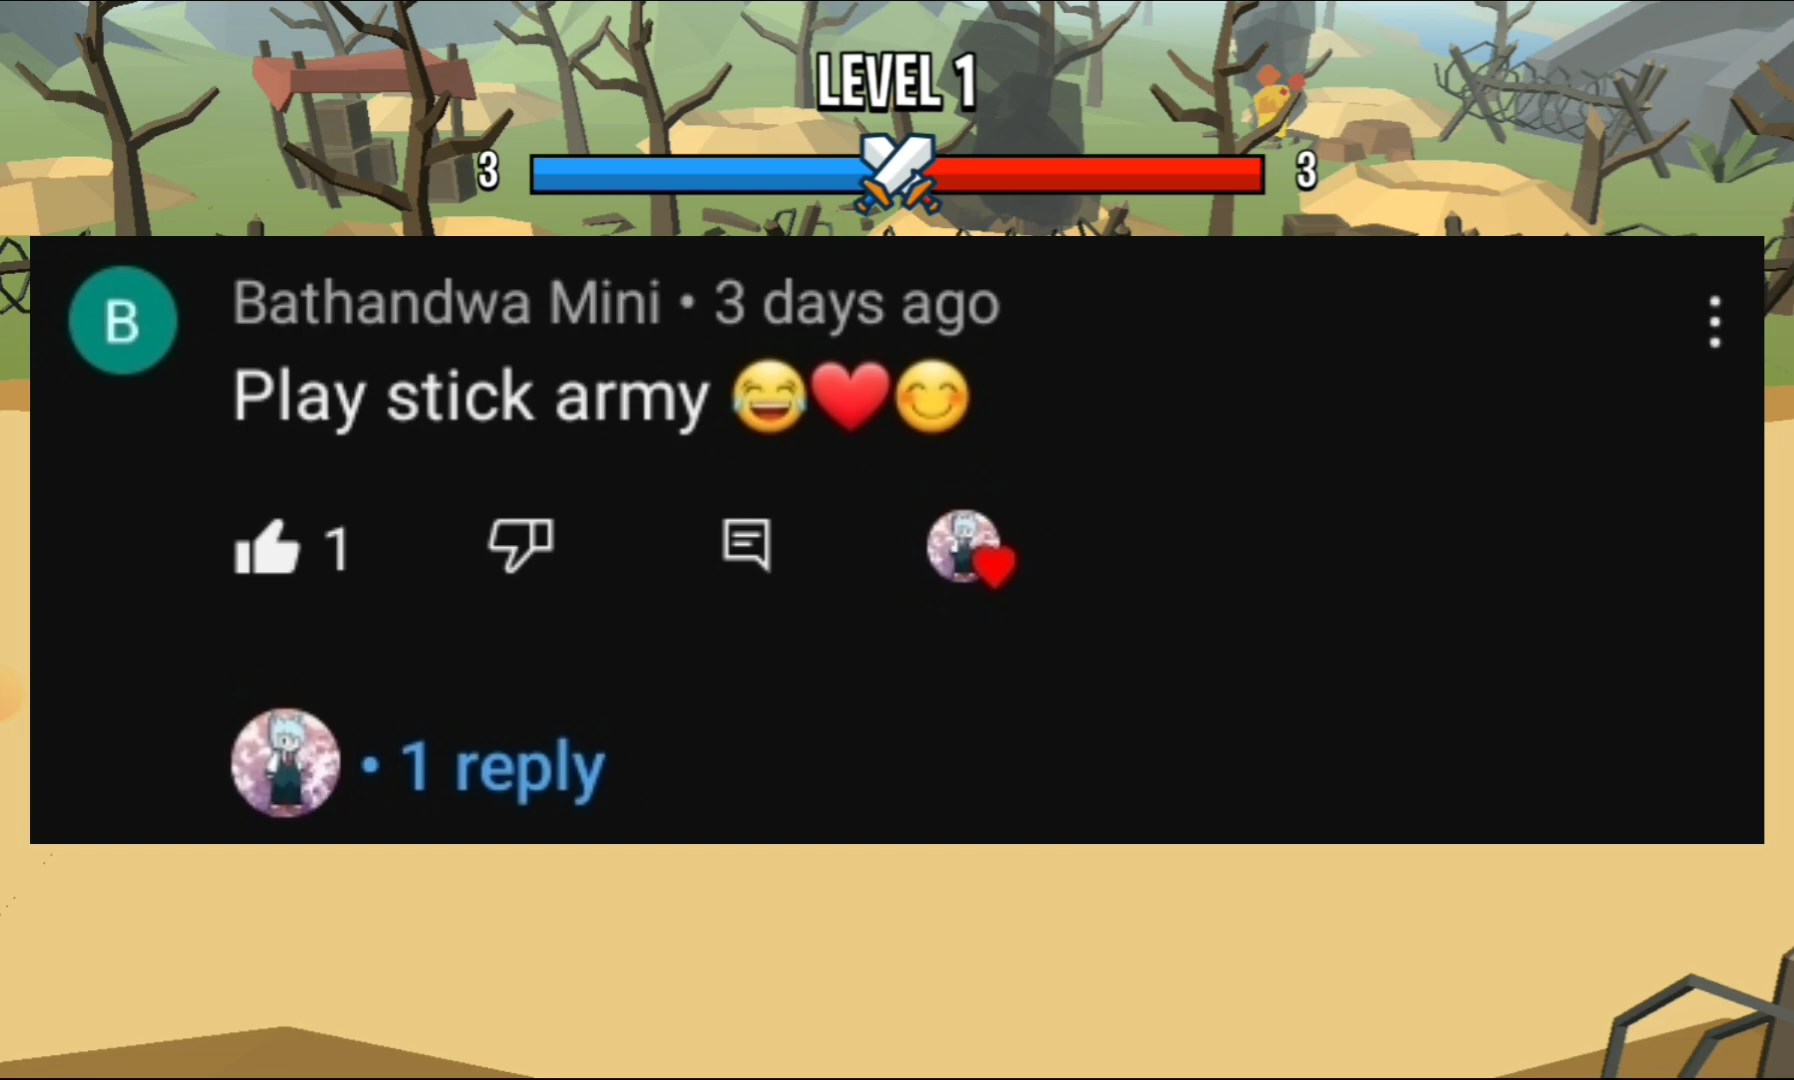 LEVEL 1
3 3
B
Bathandwa Mini • 3 days ago
Play stick army 😂❤️😊
1
• 1 reply